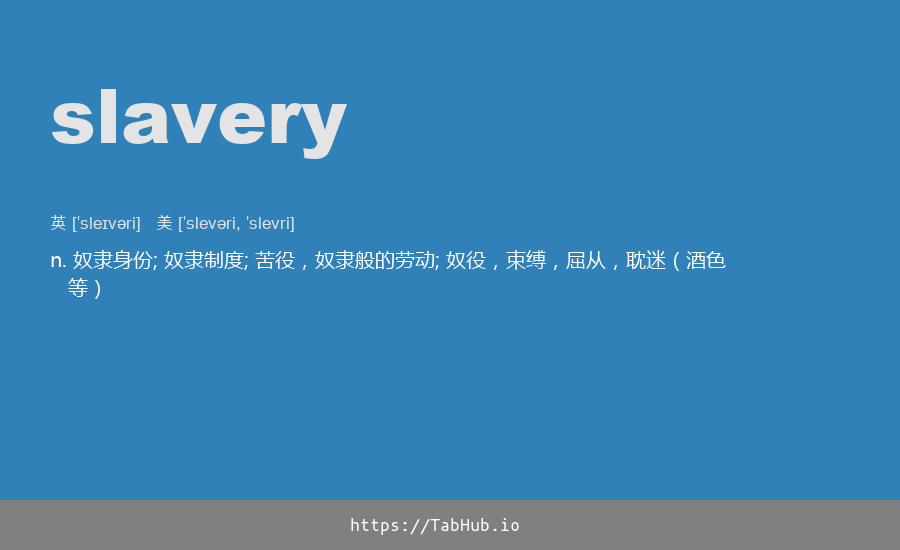 slavery
英 [ˈsleɪvəri]   美 [ˈslevəri, ˈslevri]
n. 奴隶身份; 奴隶制度; 苦役，奴隶般的劳动; 奴役，束缚，屈从，耽迷（酒色
等）
https://TabHub.io